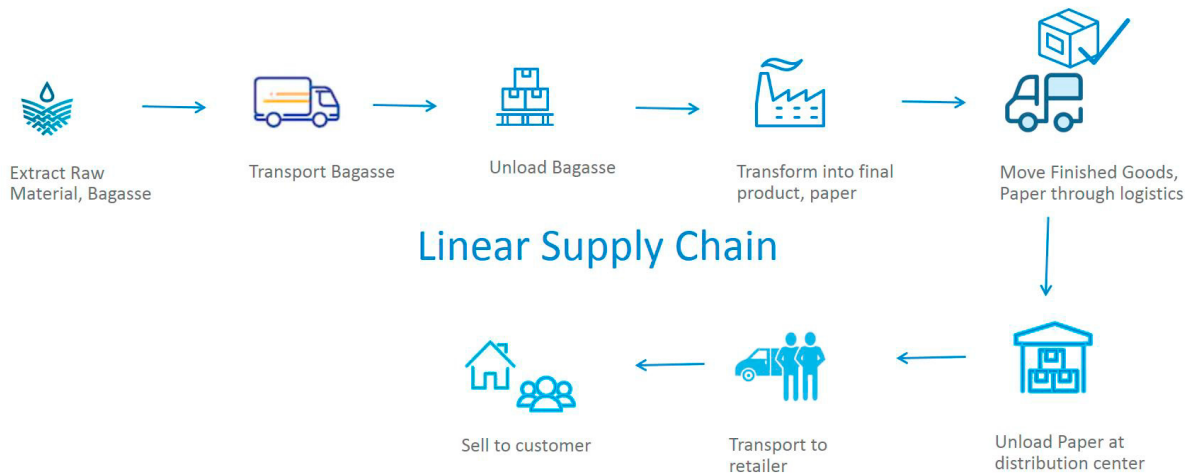 Extract Raw
Material, Bagasse
Transport Bagasse
Unload Bagasse
Transform into final
product, paper
Move Finished Goods,
Paper through logistics
Linear Supply Chain
Sell to customer
Transport to
retailer
Unload Paper at
distribution center